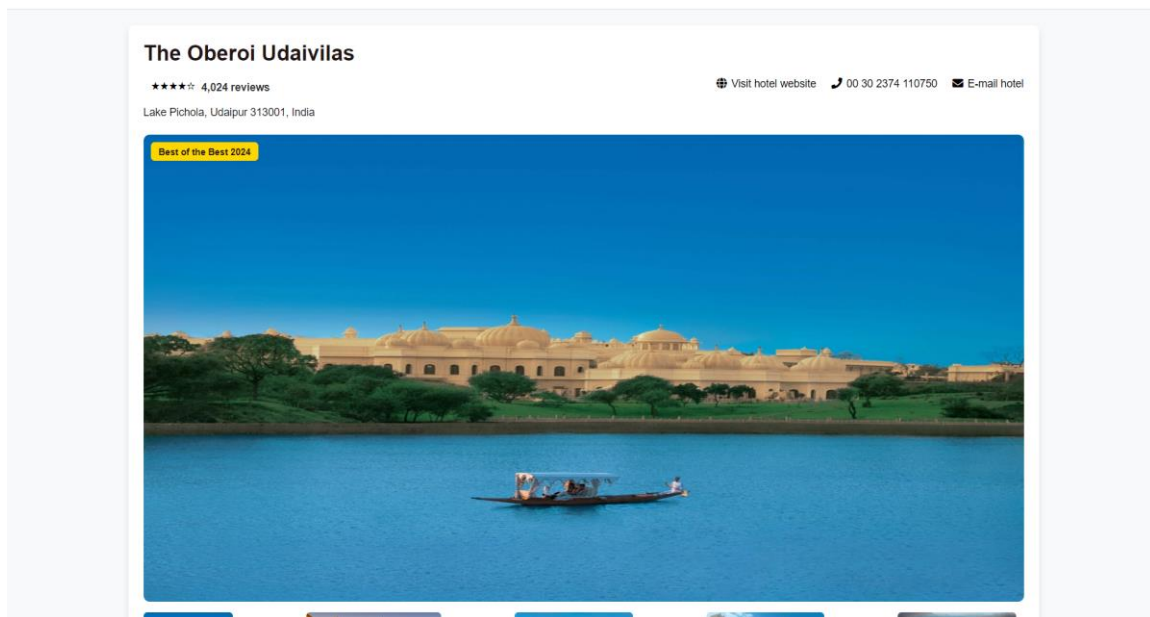 The Oberoi Udaivilas
★★★★☆ 4,024 reviews
Visit hotel website 00 30 2374 110750 E-mail hotel
Lake Pichola, Udaipur 313001, India
Best of the Best 2024